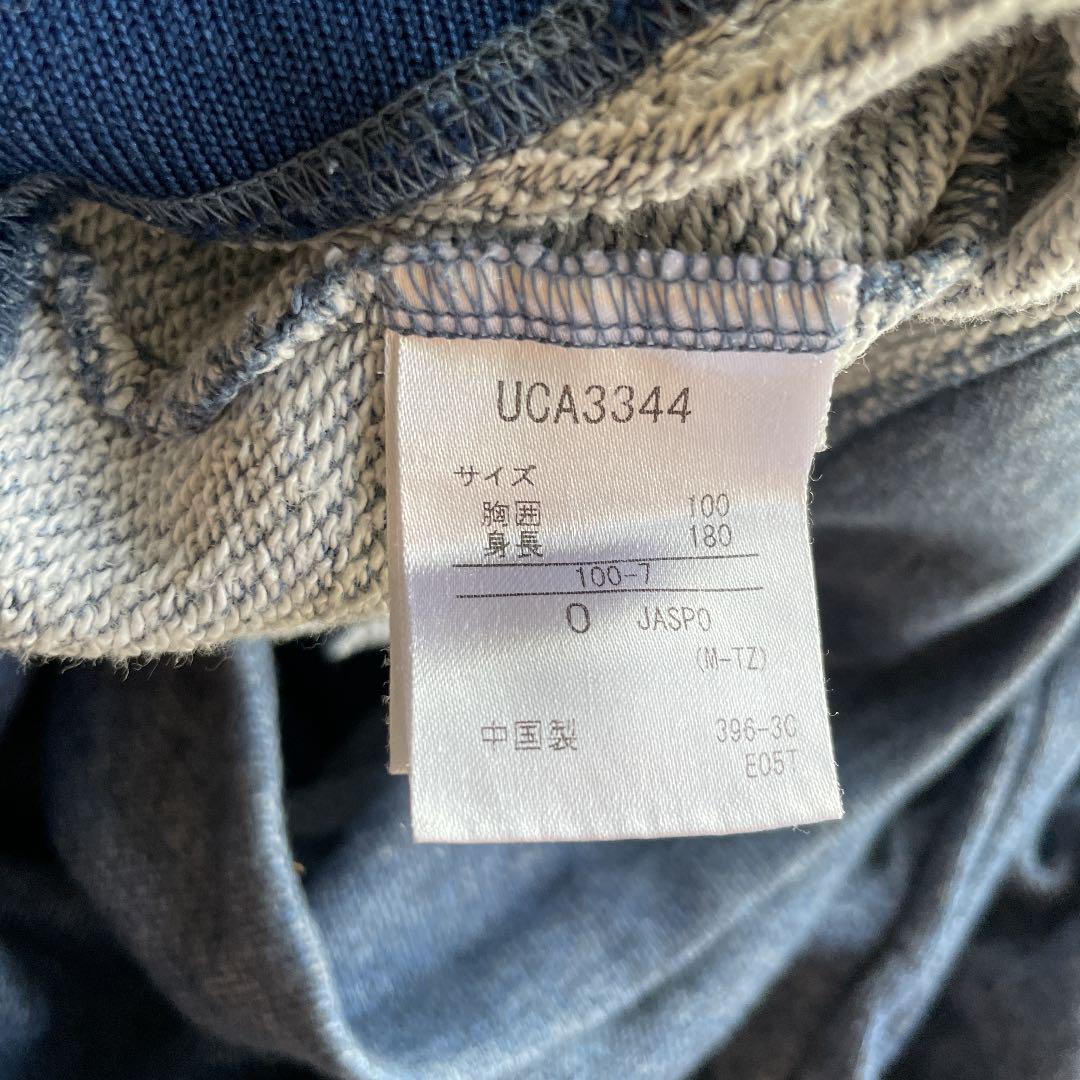 UCA3344
サイズ
胸囲 100
身長 180
100-7
O JASPO
(M-TZ)
中国製 396-3C
E05T